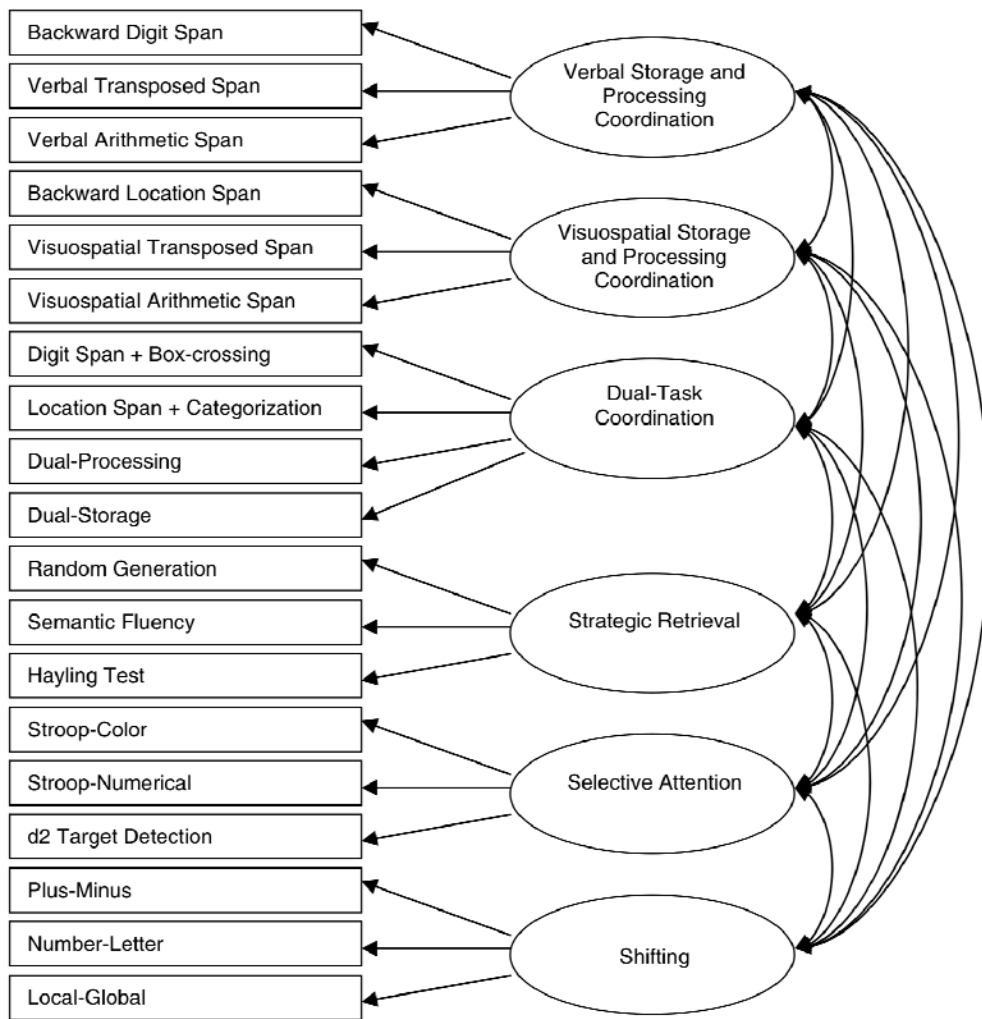 Backward Digit Span
Verbal Transposed Span
Verbal Arithmetic Span
Backward Location Span
Visuospatial Transposed Span
Visuospatial Arithmetic Span
Digit Span + Box-crossing
Location Span + Categorization
Dual-Processing
Dual-Storage
Random Generation
Semantic Fluency
Hayling Test
Stroop-Color
Stroop-Numerical
d2 Target Detection
Plus-Minus
Number-Letter
Local-Global
Verbal Storage and
Processing
Coordination
Visuospatial Storage
and Processing
Coordination
Dual-Task
Coordination
Strategic Retrieval
Selective Attention
Shifting